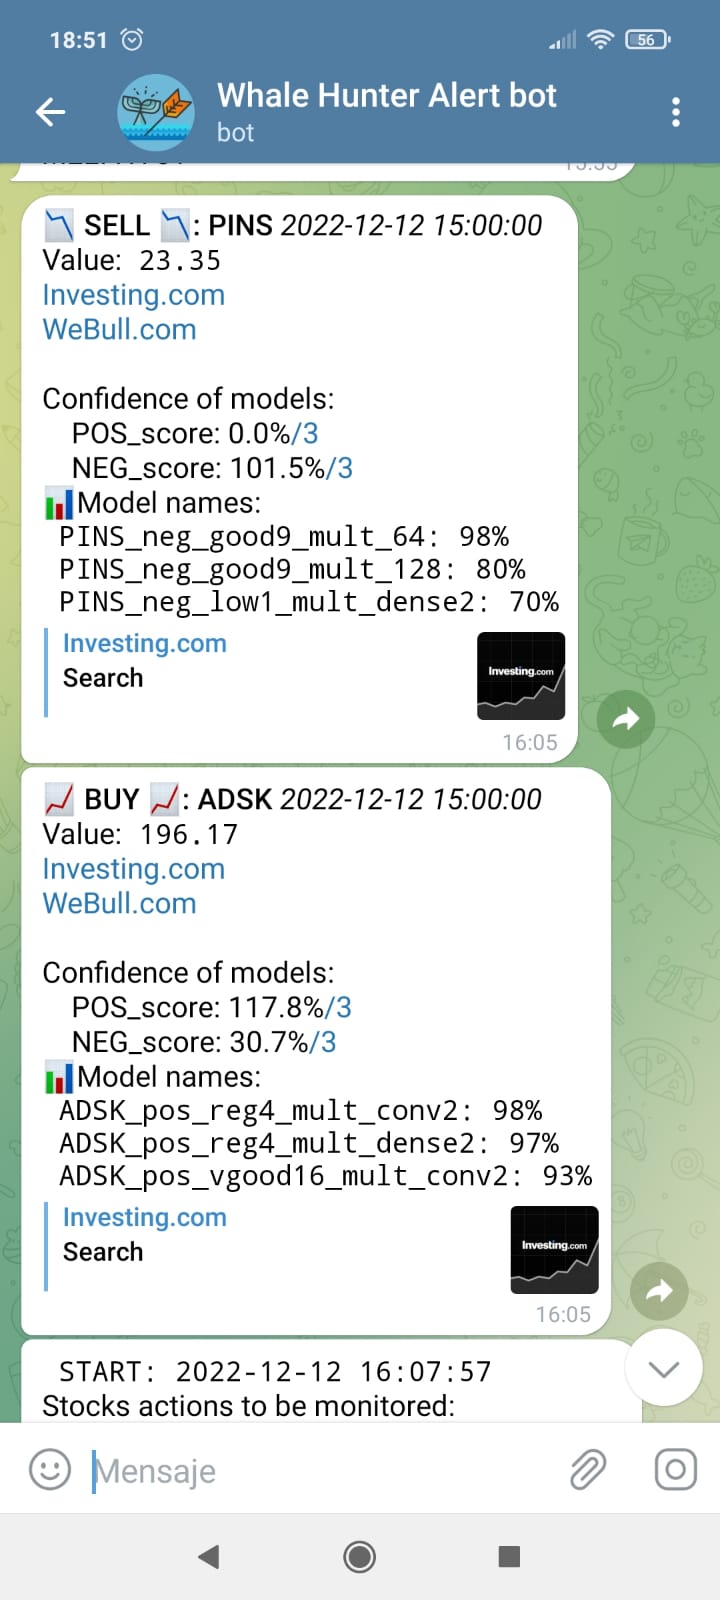 18:51
56
Whale Hunter Alert bot
bot
📉 SELL 📉: PINS 2022-12-12 15:00:00
Value: 23.35
Investing.com
WeBull.com
Confidence of models:
POS_score: 0.0%/3
NEG_score: 101.5%/3
📊Model names:
PINS_neg_good9_mult_64: 98%
PINS_neg_good9_mult_128: 80%
PINS_neg_low1_mult_dense2: 70%
Investing.com
Search
Investing.com
16:05
📈 BUY 📈: ADSK 2022-12-12 15:00:00
Value: 196.17
Investing.com
WeBull.com
Confidence of models:
POS_score: 117.8%/3
NEG_score: 30.7%/3
📊Model names:
ADSK_pos_reg4_mult_conv2: 98%
ADSK_pos_reg4_mult_dense2: 97%
ADSK_pos_vgood16_mult_conv2: 93%
Investing.com
Search
Investing.com
16:05
START: 2022-12-12 16:07:57
Stocks actions to be monitored:
Mensaje